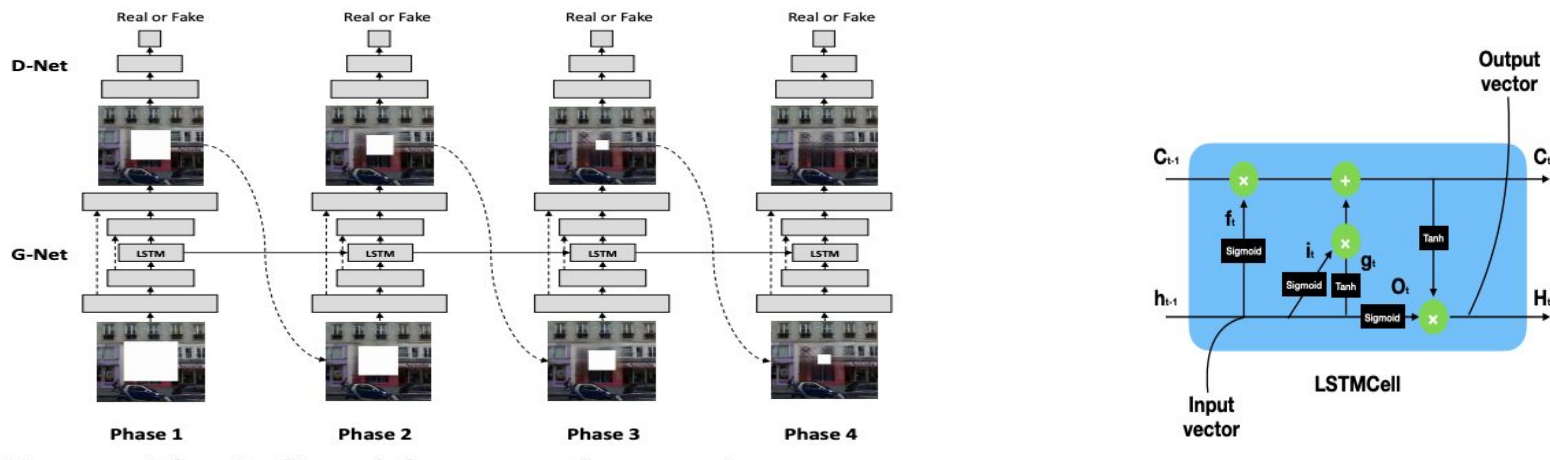 Real or Fake Real or Fake Real or Fake Real or Fake
D-Net
G-Net
LSTM LSTM LSTM LSTM
Phase 1 Phase 2 Phase 3 Phase 4
Output
vector
Cₜ₋₁ Cₜ
× +
fₜ
×
Sigmoid
iₜ
gₜ
Tanh
Sigmoid
Tanh
Oₜ
hₜ₋₁ Hₜ
Sigmoid
×
LSTMCell
Input
vector